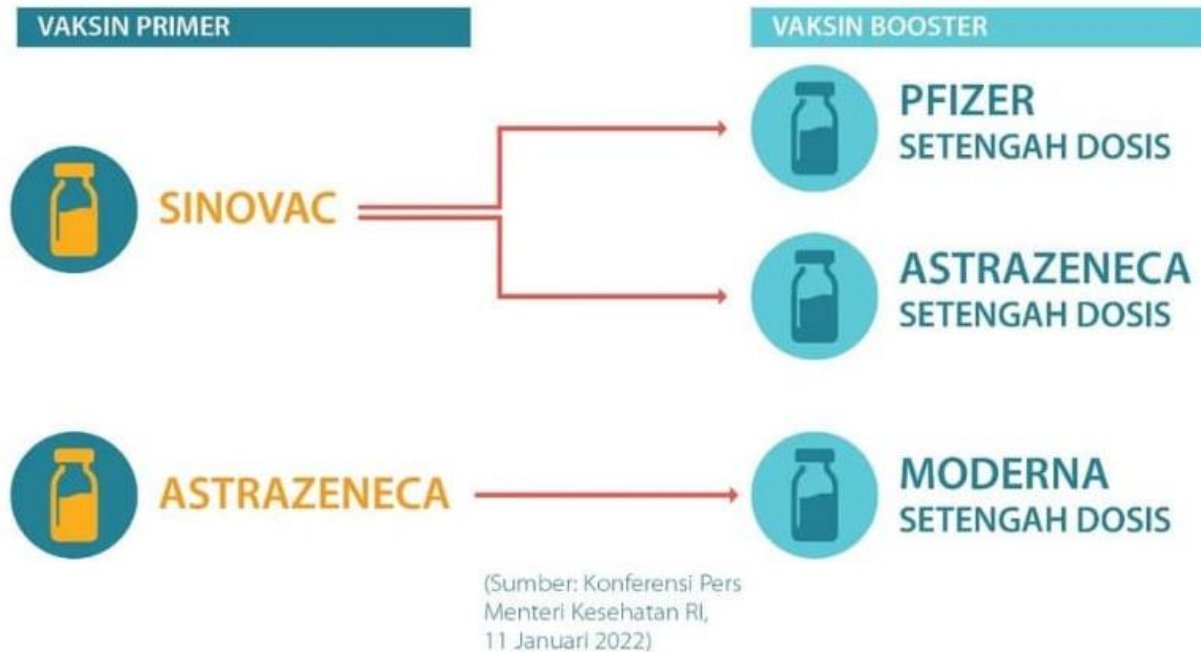 VAKSIN PRIMER
VAKSIN BOOSTER
SINOVAC
PFIZER
SETENGAH DOSIS
ASTRAZENECA
SETENGAH DOSIS
ASTRAZENECA
MODERNA
SETENGAH DOSIS
(Sumber: Konferensi Pers
Menteri Kesehatan RI,
11 Januari 2022)